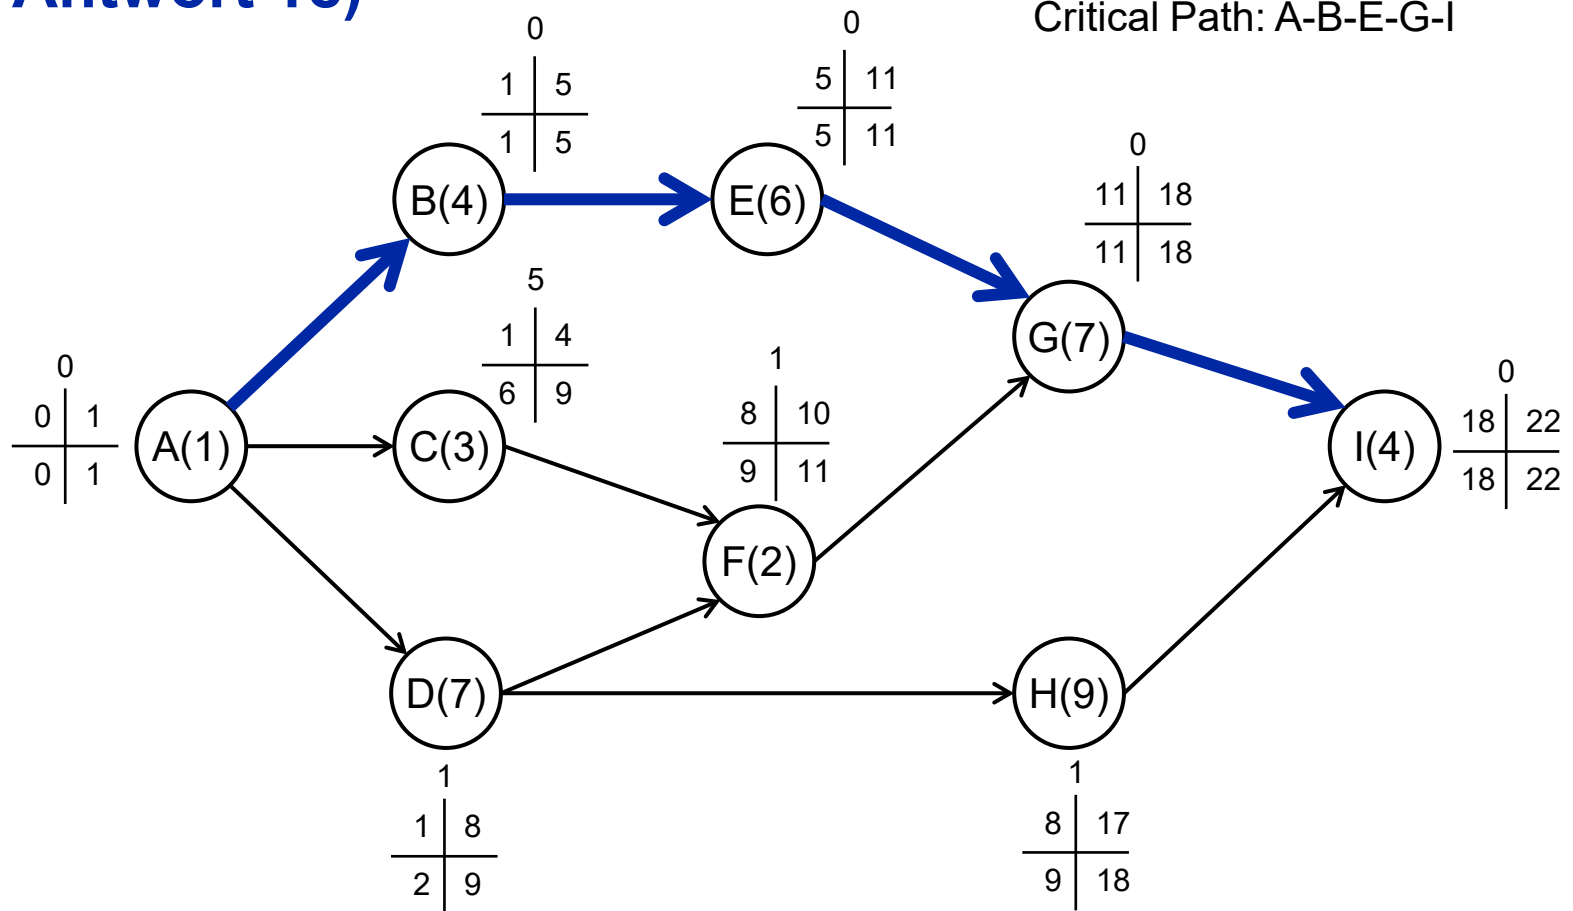 Critical Path: A-B-E-G-I
0
1 5
1 5
B(4)
0
5 11
5 11
E(6)
0
11 18
11 18
G(7)
0
0 1
0 1
A(1)
5
1 4
6 9
C(3)
1
8 10
9 11
F(2)
0
18 22
18 22
I(4)
D(7)
1
1 8
2 9
H(9)
1
8 17
9 18